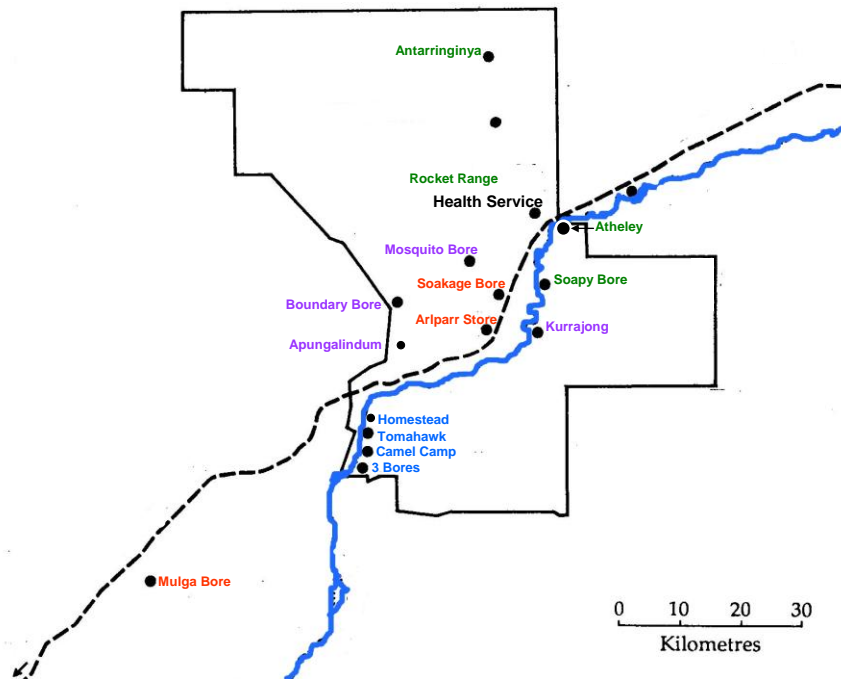 Antarringinya
Rocket Range
Health Service
Atheley
Mosquito Bore
Soakage Bore
Soapy Bore
Boundary Bore
Arlparr Store
Kurrajong
Apungalindum
Homestead
Tomahawk
Camel Camp
3 Bores
Mulga Bore
0 10 20 30
Kilometres